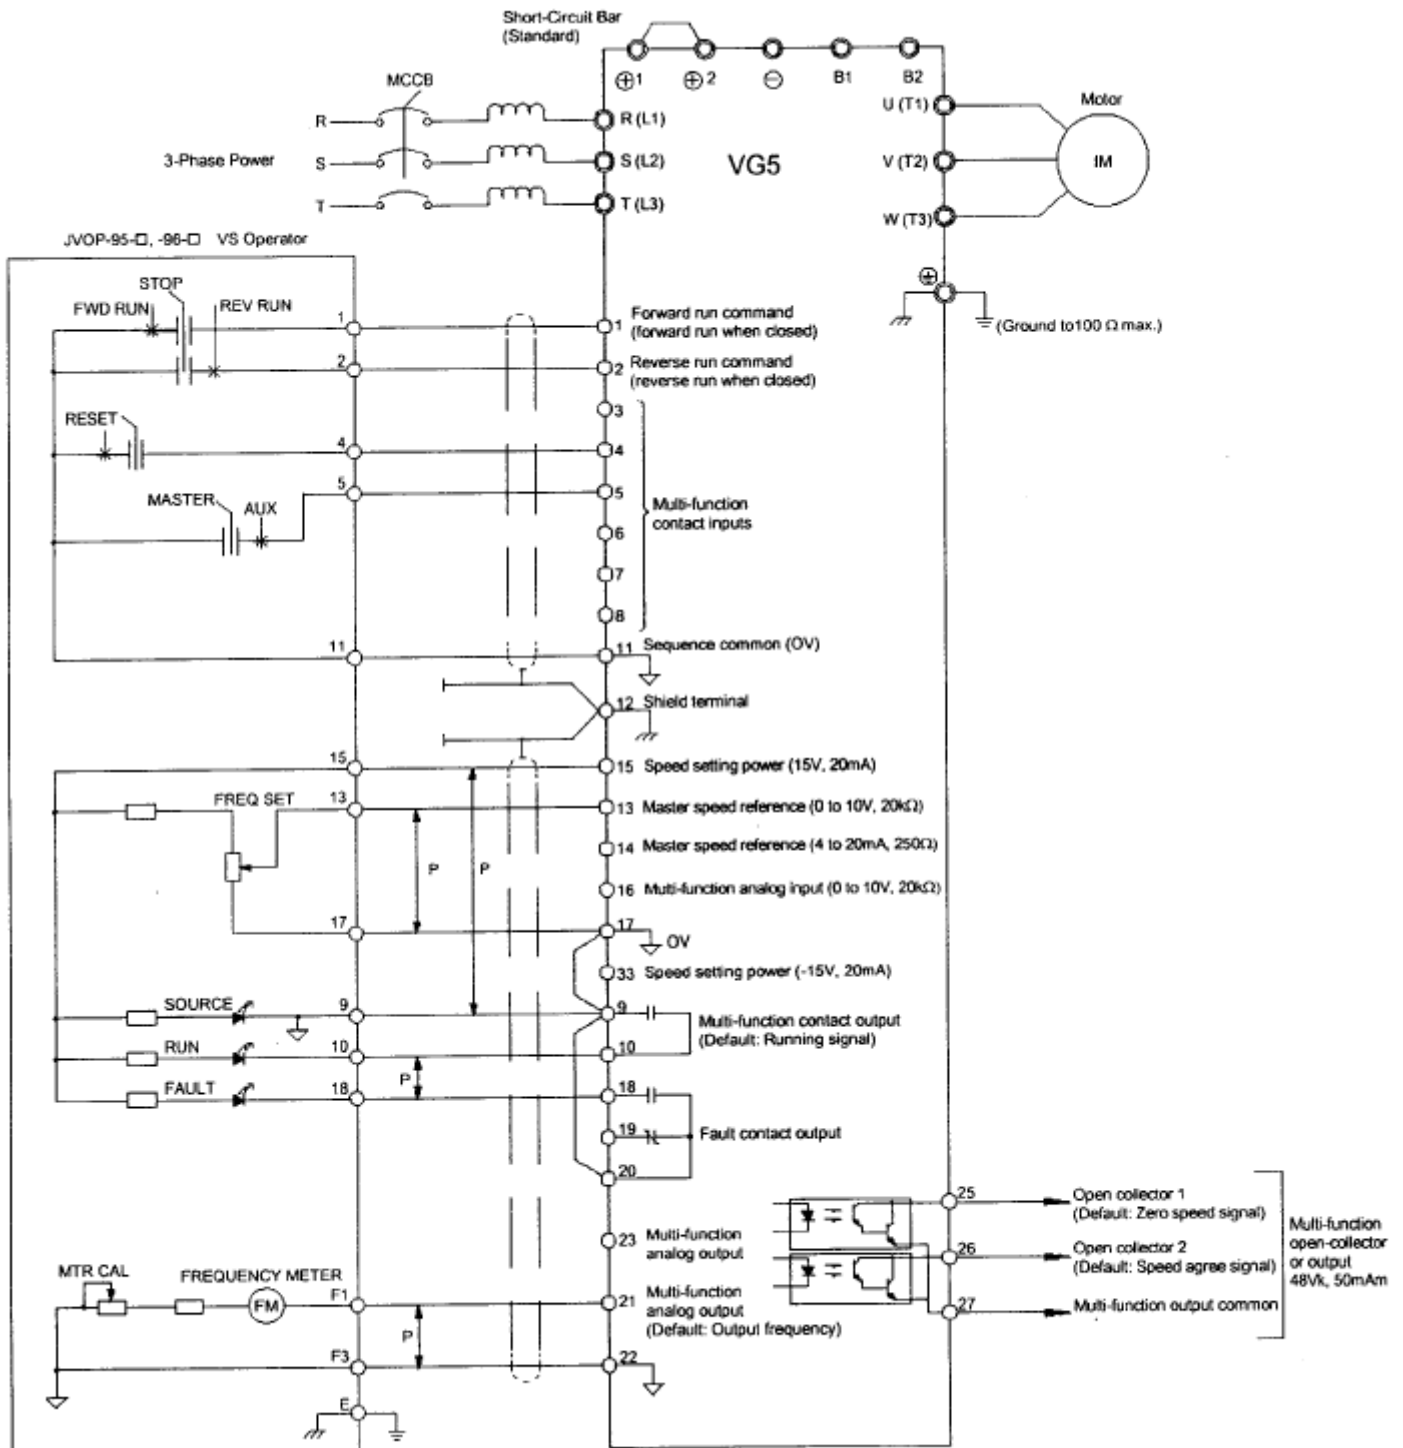 Short-Circuit Bar
(Standard)
⊕1
⊕2
⊖
B1
B2
MCCB
R
R (L1)
U (T1)
Motor
3-Phase Power
S
S (L2)
VG5
V (T2)
IM
T
T (L3)
W (T3)
JVOP-95-□, -96-□ VS Operator
STOP
FWD RUN
REV RUN
(Ground to100 Ω max.)
1
1
Forward run command
(forward run when closed)
2
2
Reverse run command
(reverse run when closed)
3
RESET
4
4
5
5
MASTER
AUX
Multi-function
contact inputs
6
7
8
11
11
Sequence common (OV)
12
Shield terminal
15
15
Speed setting power (15V, 20mA)
FREQ SET
13
13
Master speed reference (0 to 10V, 20kΩ)
14
Master speed reference (4 to 20mA, 250Ω)
P
P
16
Multi-function analog input (0 to 10V, 20kΩ)
17
17
OV
33
Speed setting power (-15V, 20mA)
SOURCE
9
9
Multi-function contact output
(Default: Running signal)
RUN
10
10
P
FAULT
18
18
19
Fault contact output
20
25
Open collector 1
(Default: Zero speed signal)
23
Multi-function
analog output
26
Open collector 2
(Default: Speed agree signal)
Multi-function
open-collector
or output
48Vk, 50mAm
27
Multi-function output common
MTR CAL
FREQUENCY METER
FM
F1
21
Multi-function
analog output
(Default: Output frequency)
P
F3
22
E